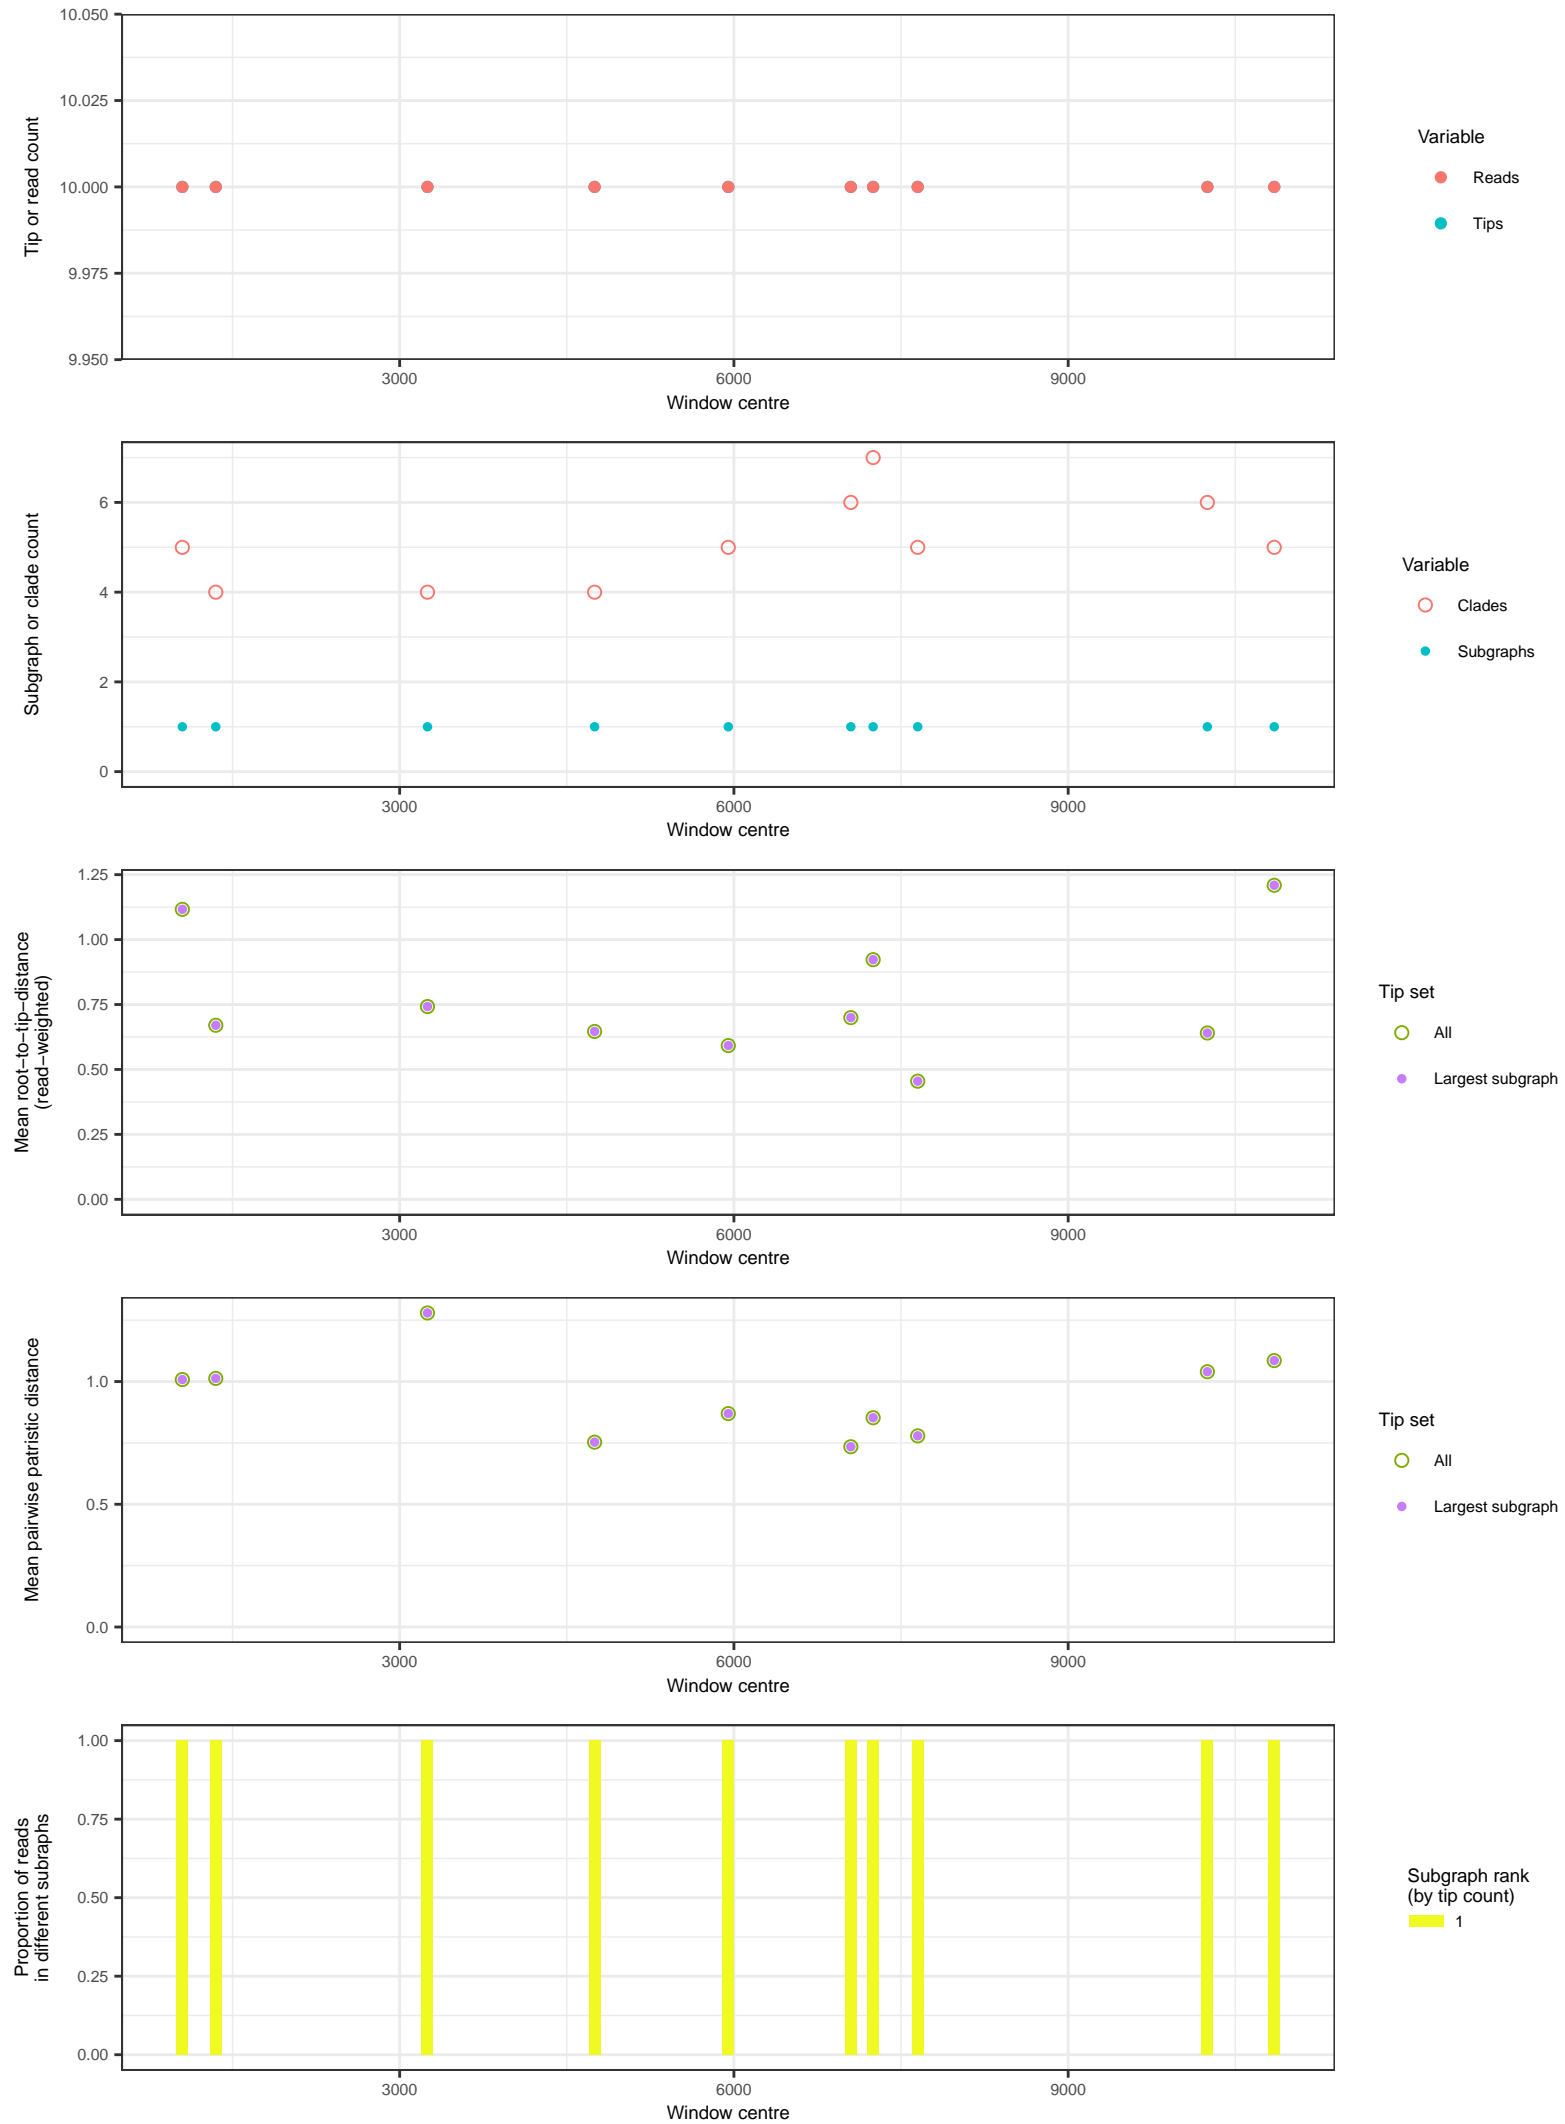 10.050
10.025
10.000
9.975
9.950
Tip or read count
3000
6000
9000
Window centre
Variable
Reads
Tips
6
4
2
0
Subgraph or clade count
3000
6000
9000
Window centre
Variable
Clades
Subgraphs
1.25
1.00
0.75
0.50
0.25
0.00
Mean root−to−tip−distance
(read−weighted)
3000
6000
9000
Window centre
Tip set
All
Largest subgraph
1.0
0.5
0.0
Mean pairwise patristic distance
3000
6000
9000
Window centre
Tip set
All
Largest subgraph
1.00
0.75
0.50
0.25
0.00
Proportion of reads
in different subraphs
3000
6000
9000
Window centre
Subgraph rank
(by tip count)
1